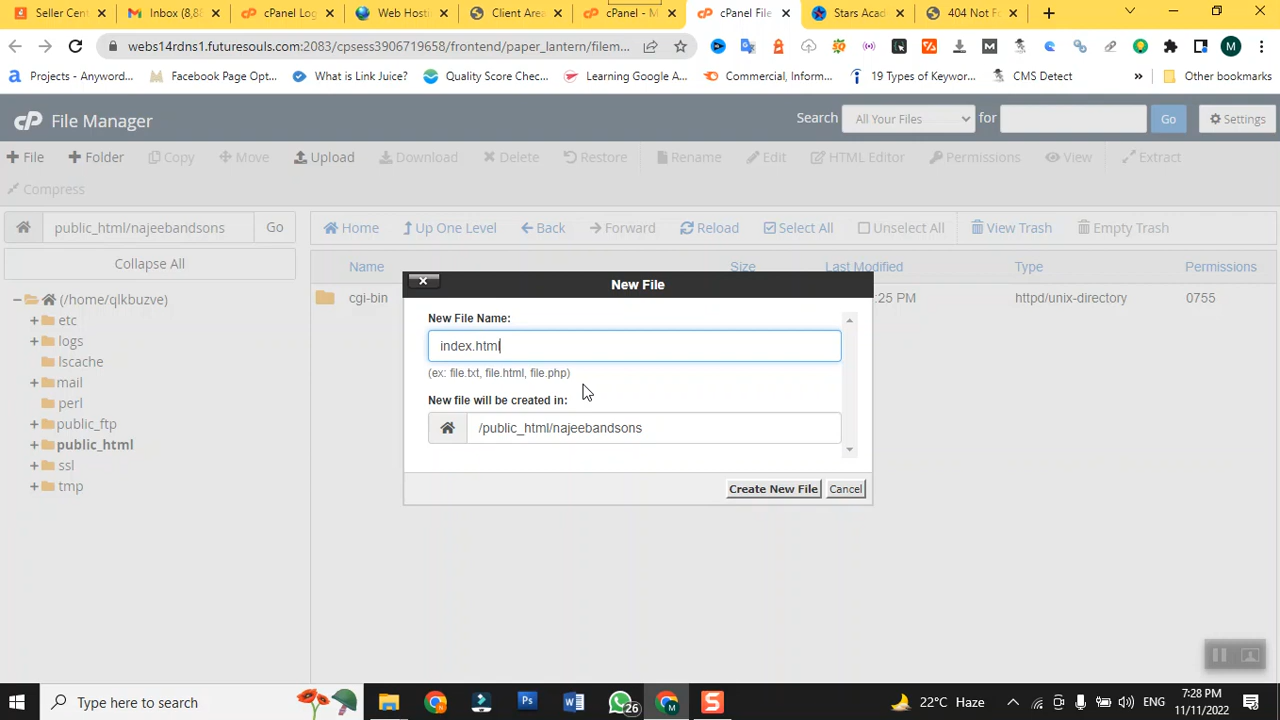 Seller Cent
Inbox (8,80
cPanel Log
Web Hosti
Client Area
cPanel - M
cPanel File
Stars Acad
404 Not Fo
webs14rdns1.futuresouls.com:2083/cpsess3906719658/frontend/paper_lantern/filem...
M
Projects - Anyword...
Facebook Page Opt...
What is Link Juice?
Quality Score Chec...
Learning Google A...
Commercial, Inform...
19 Types of Keywor...
CMS Detect
»
Other bookmarks
cP File Manager
Search
All Your Files
for
Go
Settings
+ File
+ Folder
Copy
Move
Upload
Download
Delete
Restore
Rename
Edit
HTML Editor
Permissions
View
Extract
Compress
public_html/najeebandsons
Go
Home
Up One Level
Back
Forward
Reload
Select All
Unselect All
View Trash
Empty Trash
Collapse All
Name
Size
Last Modified
Type
Permissions
cgi-bin
:25 PM
httpd/unix-directory
0755
(/home/qlkbuzve)
etc
logs
lscache
mail
perl
public_ftp
public_html
ssl
tmp
New File
New File Name:
index.html
(ex: file.txt, file.html, file.php)
New file will be created in:
/public_html/najeebandsons
Create New File
Cancel
Type here to search
Ps
W
26
M
S
22°C Haze
ENG
7:28 PM
11/11/2022